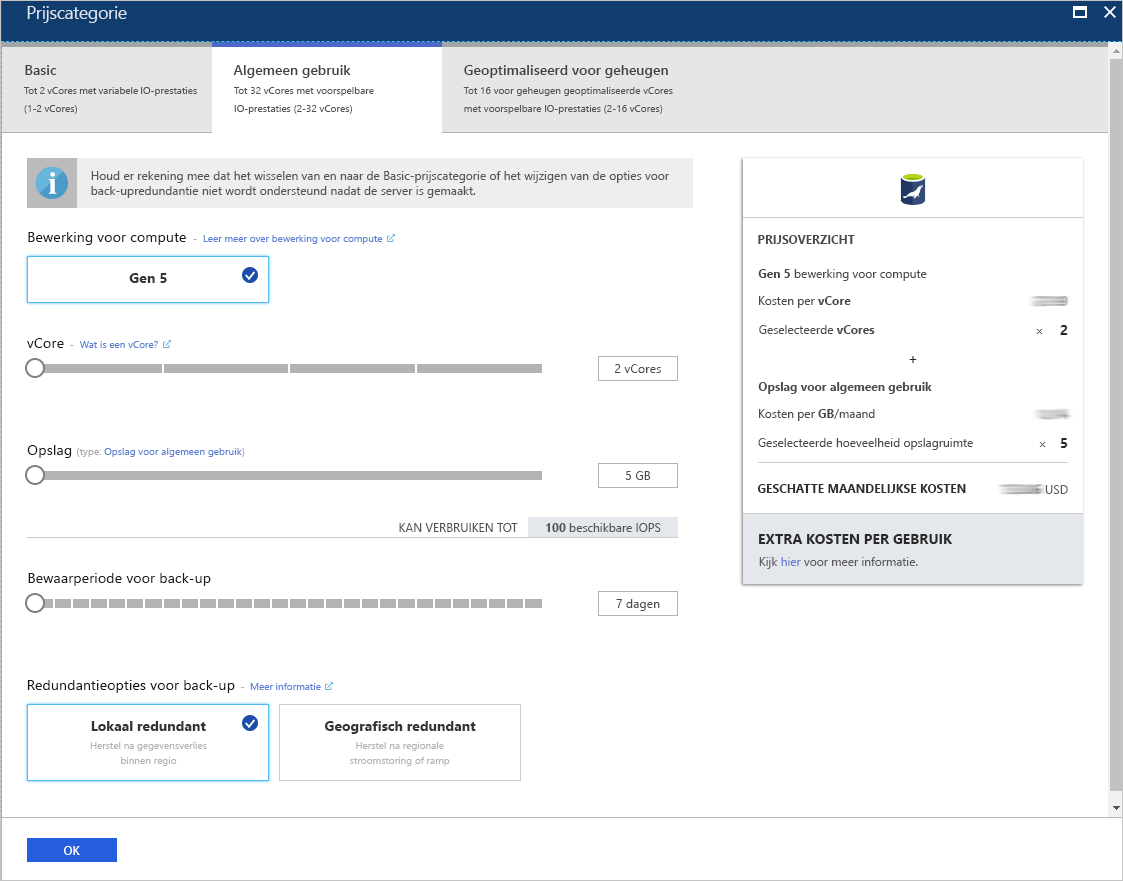 Prijscategorie
Basic
Tot 2 vCores met variabele IO-prestaties
(1-2 vCores)
Algemeen gebruik
Tot 32 vCores met voorspelbare
IO-prestaties (2-32 vCores)
Geoptimaliseerd voor geheugen
Tot 16 voor geheugen geoptimaliseerde vCores
met voorspelbare IO-prestaties (2-16 vCores)
Houd er rekening mee dat het wisselen van en naar de Basic-prijscategorie of het wijzigen van de opties voor
back-upredundantie niet wordt ondersteund nadat de server is gemaakt.
Bewerking voor compute - Leer meer over bewerking voor compute
Gen 5
vCore - Wat is een vCore?
2 vCores
Opslag (type: Opslag voor algemeen gebruik)
5 GB
KAN VERBRUIKEN TOT 100 beschikbare IOPS
Bewaarperiode voor back-up
7 dagen
Redundantieopties voor back-up - Meer informatie
Lokaal redundant
Herstel na gegevensverlies
binnen regio
Geografisch redundant
Herstel na regionale
stroomstoring of ramp
PRIJSOVERZICHT
Gen 5 bewerking voor compute
Kosten per vCore
Geselecteerde vCores × 2
+
Opslag voor algemeen gebruik
Kosten per GB/maand
Geselecteerde hoeveelheid opslagruimte × 5
GESCHATTE MAANDELIJKSE KOSTEN USD
EXTRA KOSTEN PER GEBRUIK
Kijk hier voor meer informatie.
OK